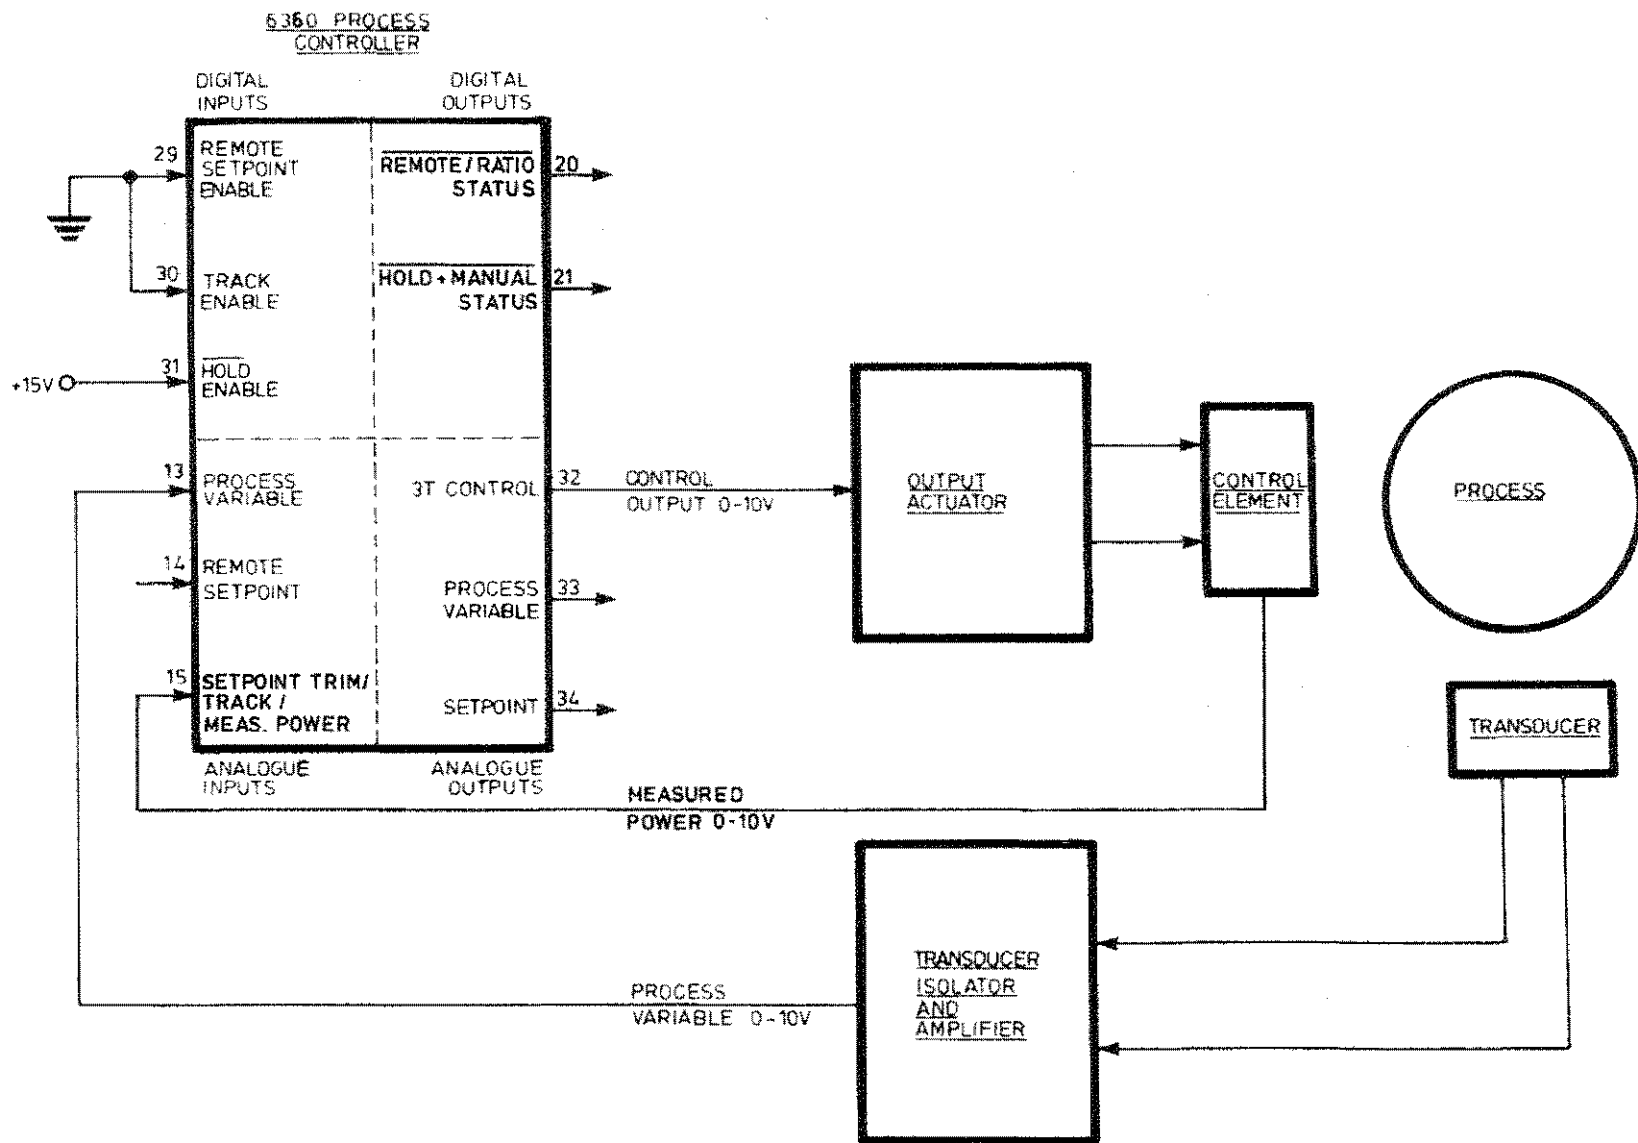 6360 PROCESS
CONTROLLER
DIGITAL
INPUTS
DIGITAL
OUTPUTS
29
REMOTE
SETPOINT
ENABLE
REMOTE/RATIO
STATUS
20
30
TRACK
ENABLE
HOLD + MANUAL
STATUS
21
+15V
31
HOLD
ENABLE
13
PROCESS
VARIABLE
3T CONTROL
32
CONTROL
OUTPUT 0-10V
OUTPUT
ACTUATOR
CONTROL
ELEMENT
PROCESS
14
REMOTE
SETPOINT
PROCESS
VARIABLE
33
15
SETPOINT TRIM/
TRACK /
MEAS. POWER
SETPOINT
34
TRANSDUCER
ANALOGUE
INPUTS
ANALOGUE
OUTPUTS
MEASURED
POWER 0-10V
TRANSDUCER
ISOLATOR
AND
AMPLIFIER
PROCESS
VARIABLE 0-10V